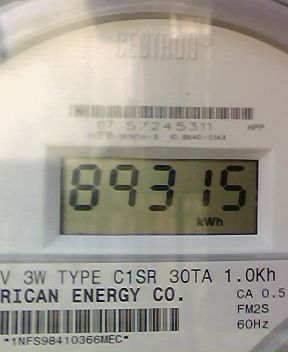 CENTRON®
07 57245311 HPP
89315
kWh
V 3W TYPE C1SR 30TA 1.0Kh
RICAN ENERGY CO. CA 0.5
FM2S
60Hz
*1NFS98410366MEC*